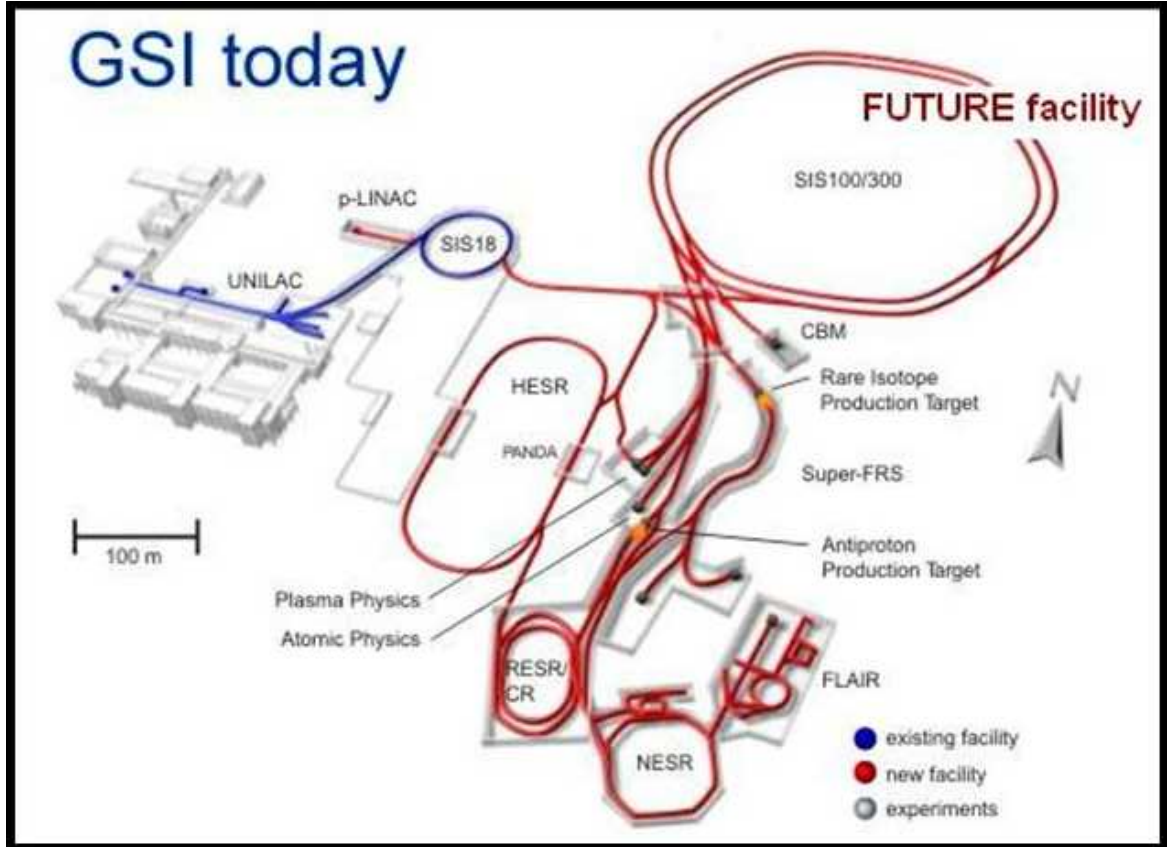 GSI today
FUTURE facility
SIS100/300
p-LINAC
SIS18
UNILAC
CBM
HESR
Rare Isotope
Production Target
N
PANDA
Super-FRS
100 m
Antiproton
Production Target
Plasma Physics
Atomic Physics
RESR/
CR
FLAIR
NESR
existing facility
new facility
experiments